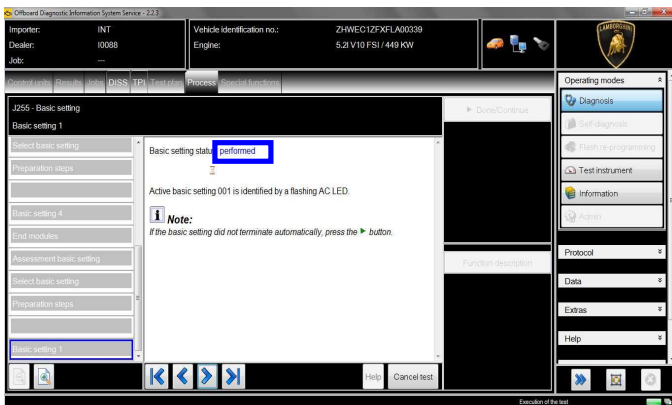 Offboard Diagnostic Information System Service - 2.2.3
Importer: INT
Dealer: I0088
Job: ---
Vehicle identification no.: ZHWEC1ZFXFLA00339
Engine: 5.2l V10 FSI / 449 KW
LAMBORGHINI
Control units Results Jobs DISS TPI Test plan Process Special functions
J255 - Basic setting
Basic setting 1
Select basic setting
Preparation steps
Basic setting 4
End modules
Assessment basic setting
Select basic setting
Preparation steps
Basic setting 1
Basic setting status: performed
Active basic setting 001 is identified by a flashing AC LED.
i Note:
If the basic setting did not terminate automatically, press the ► button.
Help
Cancel test
► Done/Continue
Function description
Operating modes
Diagnosis
Self-diagnosis
Flash re-programming
Test instrument
Information
Admin
Protocol
Data
Extras
Help
Execution of the test